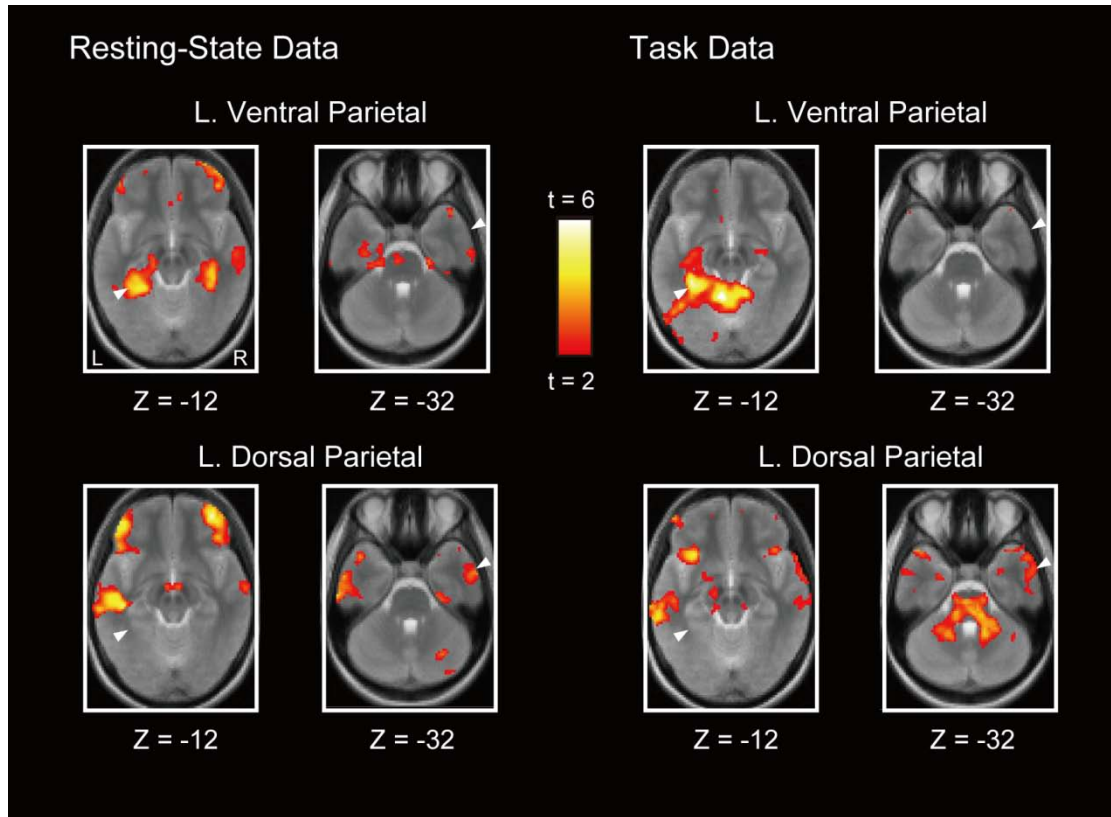 Resting-State Data
Task Data
L. Ventral Parietal
L. Ventral Parietal
t = 6
t = 2
L
R
Z = -12
Z = -32
Z = -12
Z = -32
L. Dorsal Parietal
L. Dorsal Parietal
Z = -12
Z = -32
Z = -12
Z = -32